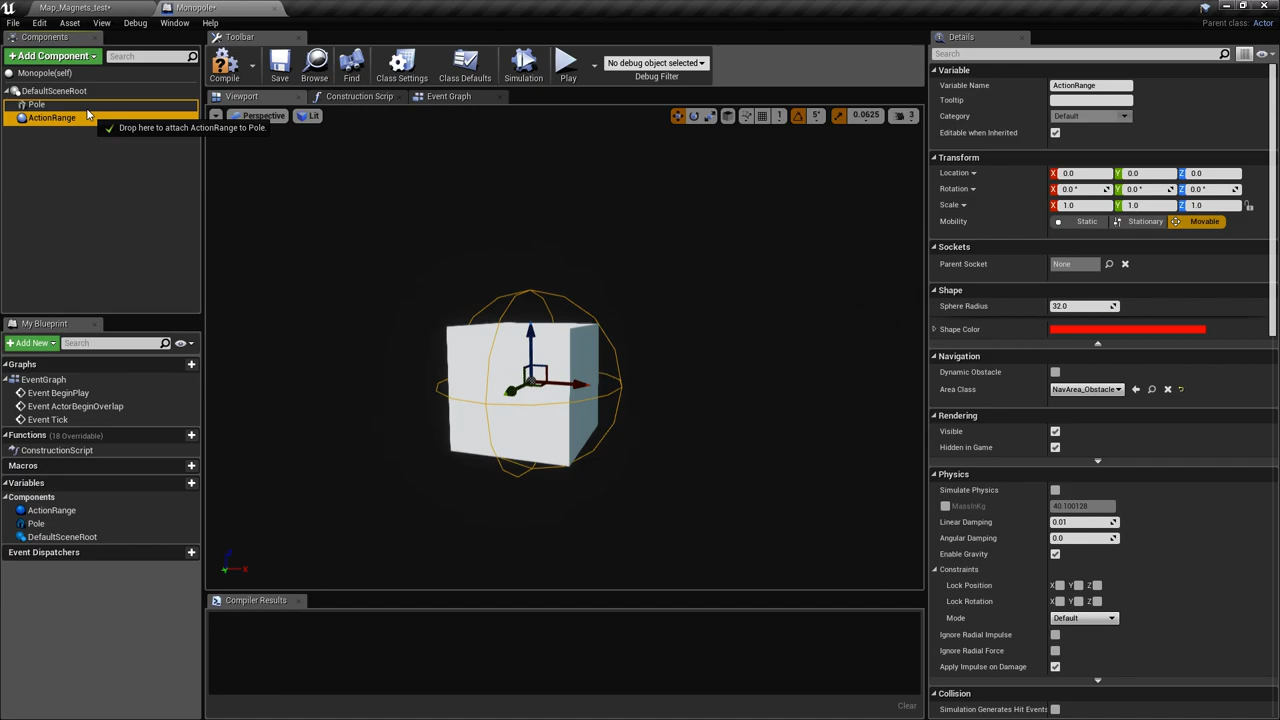 Map_Magnets_test*
Monopole*
File Edit Asset View Debug Window Help
Parent class: Actor
Components
+ Add Component
Search
Monopole(self)
DefaultSceneRoot
Pole
ActionRange
Drop here to attach ActionRange to Pole.
My Blueprint
+ Add New
Search
Graphs
EventGraph
Event BeginPlay
Event ActorBeginOverlap
Event Tick
Functions (18 Overridable)
ConstructionScript
Macros
Variables
Components
ActionRange
Pole
DefaultSceneRoot
Event Dispatchers
Toolbar
Compile
Save
Browse
Find
Class Settings
Class Defaults
Simulation
Play
No debug object selected
Debug Filter
Viewport
Construction Scrip
Event Graph
Perspective
Lit
1
5°
0.0625
3
X
Compiler Results
Clear
Details
Search
Variable
Variable Name ActionRange
Tooltip
Category Default
Editable when Inherited
Transform
Location X 0.0 Y 0.0 Z 0.0
Rotation X 0.0 ° Y 0.0 ° Z 0.0 °
Scale X 1.0 Y 1.0 Z 1.0
Mobility Static Stationary Movable
Sockets
Parent Socket None
Shape
Sphere Radius 32.0
Shape Color
Navigation
Dynamic Obstacle
Area Class NavArea_Obstacle
Rendering
Visible
Hidden in Game
Physics
Simulate Physics
MassInKg 40.100128
Linear Damping 0.01
Angular Damping 0.0
Enable Gravity
Constraints
Lock Position X Y Z
Lock Rotation X Y Z
Mode Default
Ignore Radial Impulse
Ignore Radial Force
Apply Impulse on Damage
Collision
Simulation Generates Hit Events